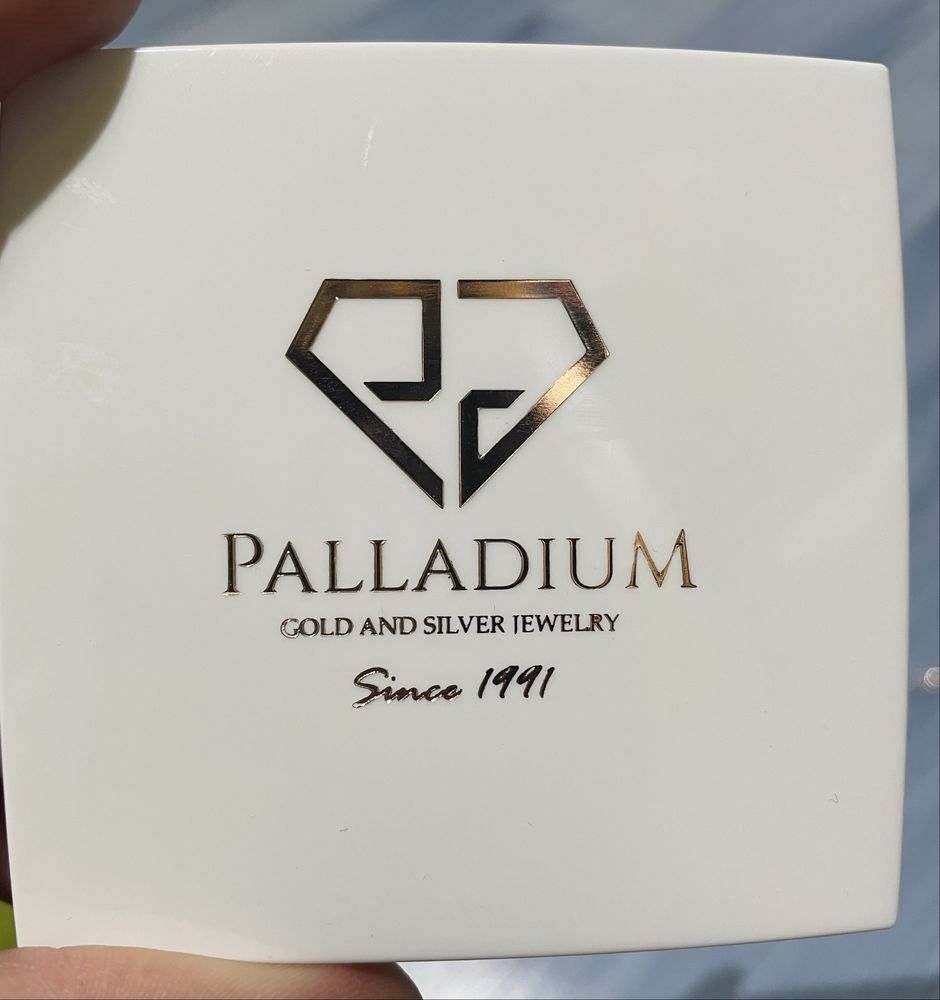 PALLADIUM
GOLD AND SILVER JEWELRY
Since 1991